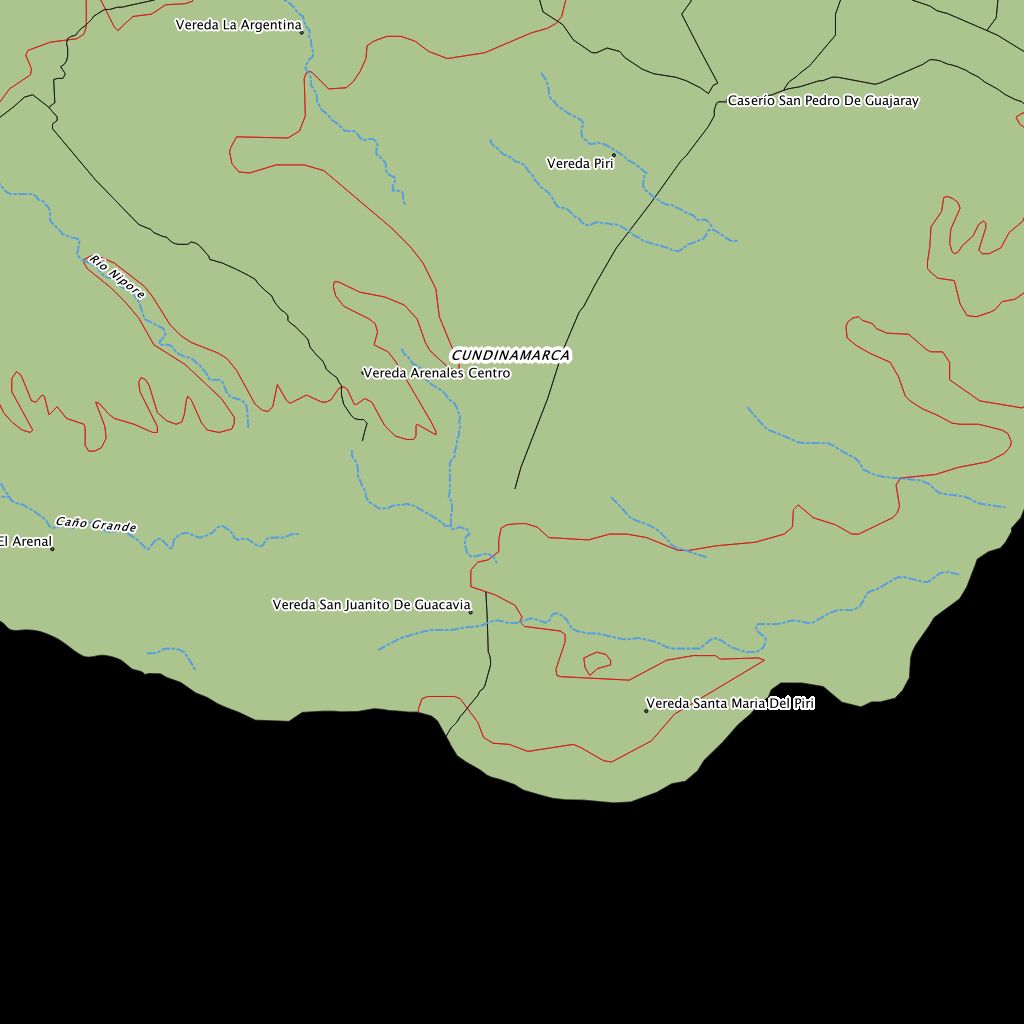 Vereda La Argentina
Caserío San Pedro De Guajaray
Vereda Piri
Río Nipore
CUNDINAMARCA
Vereda Arenales Centro
Caño Grande
El Arenal
Vereda San Juanito De Guacavia
Vereda Santa Maria Del Piri